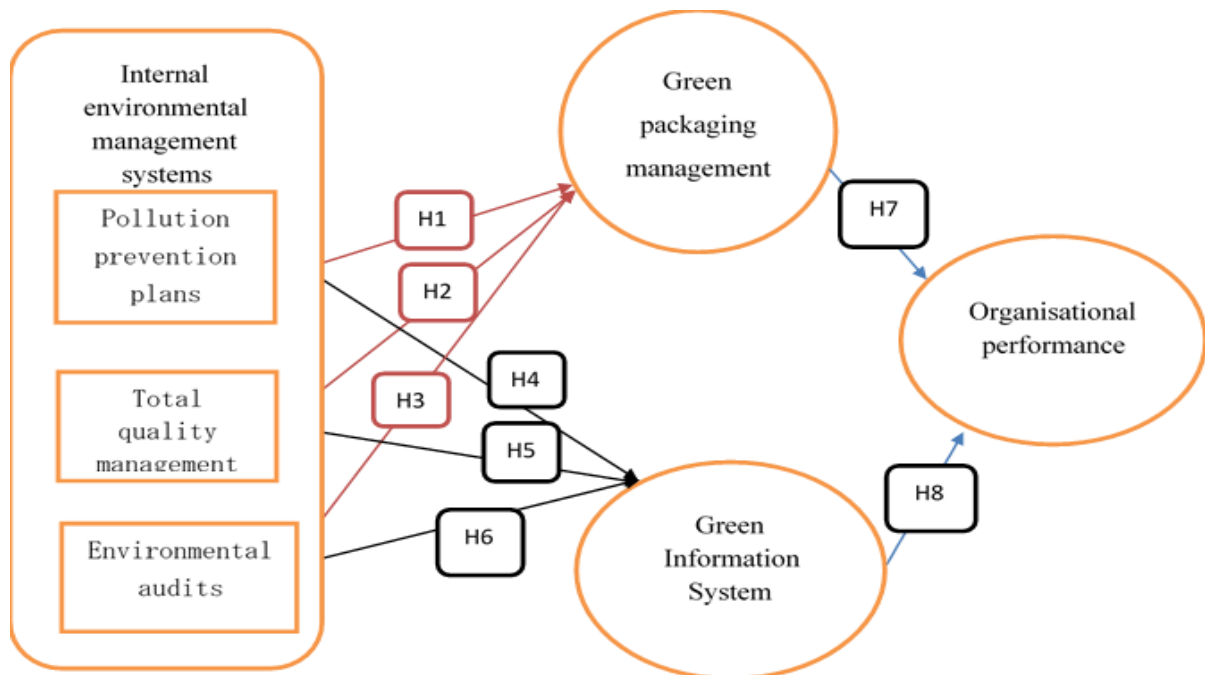 Internal
environmental
management
systems
Pollution
prevention
plans
Total
quality
management
Environmental
audits
H1
H2
H3
H4
H5
H6
Green
packaging
management
Green
Information
System
H7
H8
Organisational
performance